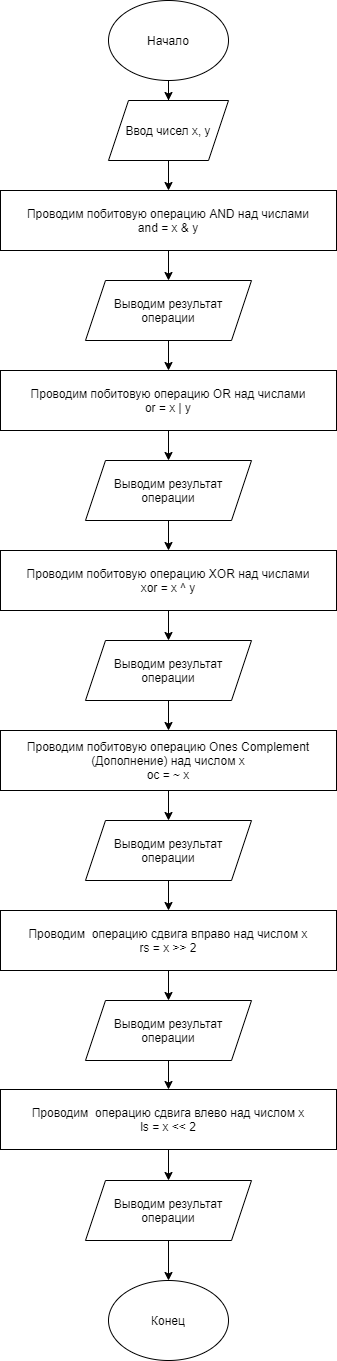 Начало
Ввод чисел x, y
Проводим побитовую операцию AND над числами
and = x & y
Выводим результат
операции
Проводим побитовую операцию OR над числами
or = x | y
Выводим результат
операции
Проводим побитовую операцию XOR над числами
xor = x ^ y
Выводим результат
операции
Проводим побитовую операцию Ones Complement
(Дополнение) над числом x
oc = ~ x
Выводим результат
операции
Проводим  операцию сдвига вправо над числом x
rs = x >> 2
Выводим результат
операции
Проводим  операцию сдвига влево над числом x
ls = x << 2
Выводим результат
операции
Конец